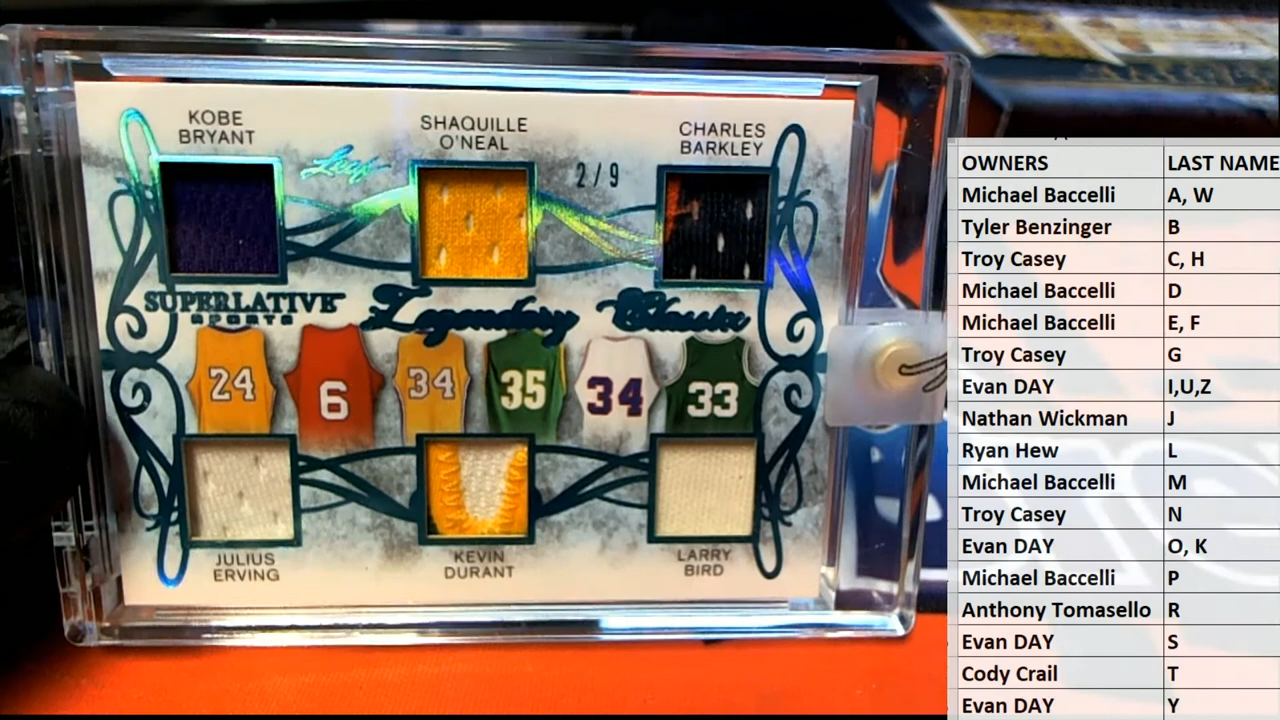 KOBE
BRYANT
SHAQUILLE
O'NEAL
CHARLES
BARKLEY
Leaf
2/9
SUPERLATIVE
SPORTS
Legendary Classix
24
6
34
35
34
33
JULIUS
ERVING
KEVIN
DURANT
LARRY
BIRD
OWNERS LAST NAME
Michael Baccelli A, W
Tyler Benzinger B
Troy Casey C, H
Michael Baccelli D
Michael Baccelli E, F
Troy Casey G
Evan DAY I,U,Z
Nathan Wickman J
Ryan Hew L
Michael Baccelli M
Troy Casey N
Evan DAY O, K
Michael Baccelli P
Anthony Tomasello R
Evan DAY S
Cody Crail T
Evan DAY Y